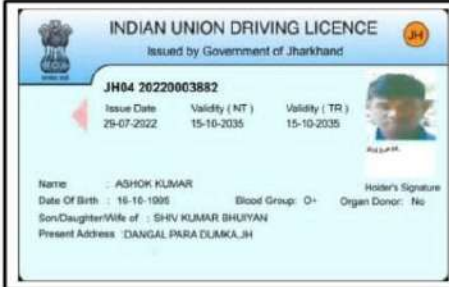 INDIAN UNION DRIVING LICENCE
Issued by Government of Jharkhand
JH
JH04 20220003882
Issue Date Validity ( NT ) Validity ( TR )
29-07-2022 15-10-2035 15-10-2035
Name : ASHOK KUMAR
Holder's Signature
Date Of Birth : 16-10-1995 Blood Group: O+ Organ Donor: No
Son/Daughter/Wife of : SHIV KUMAR BHUIYAN
Present Address :DANGAL PARA DUMKA,JH